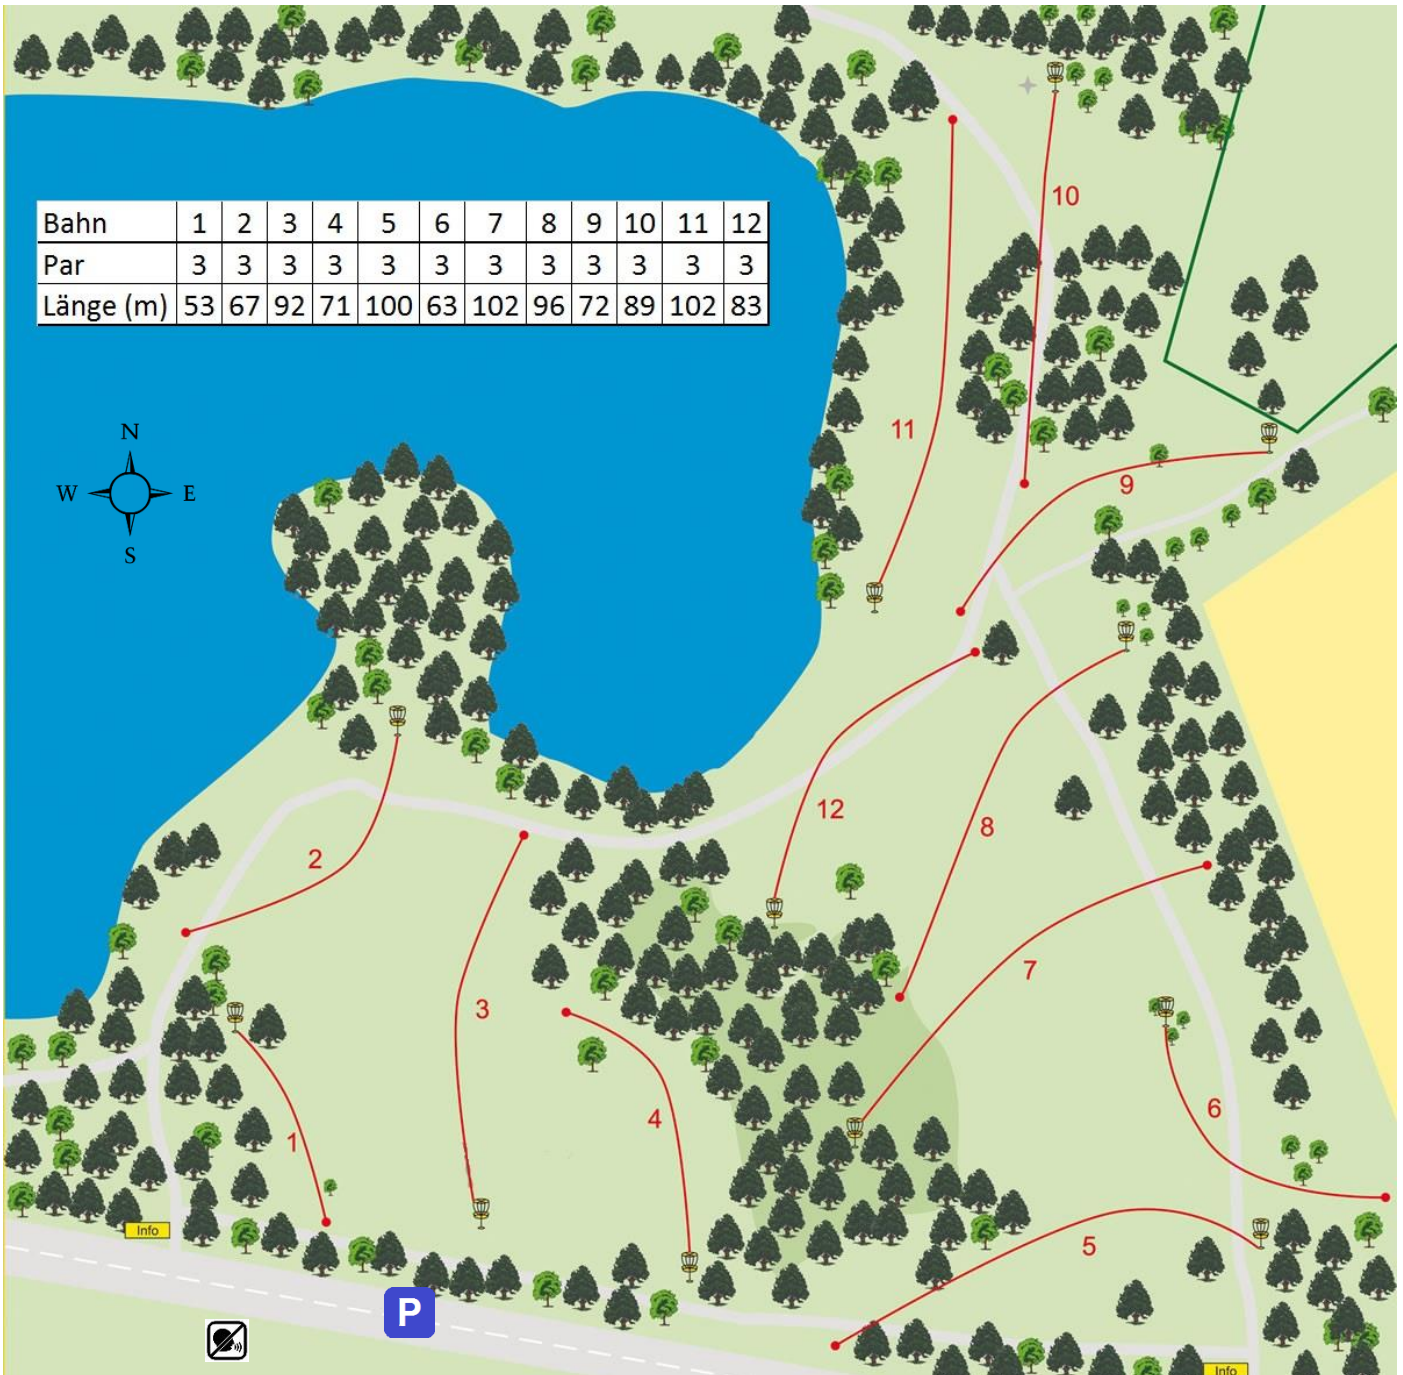 Bahn 1 2 3 4 5 6 7 8 9 10 11 12
Par 3 3 3 3 3 3 3 3 3 3 3 3
Länge (m) 53 67 92 71 100 63 102 96 72 89 102 83
10
11
9
N
W E
S
12
8
2
7
3
4
6
1
Info
5
P
Info